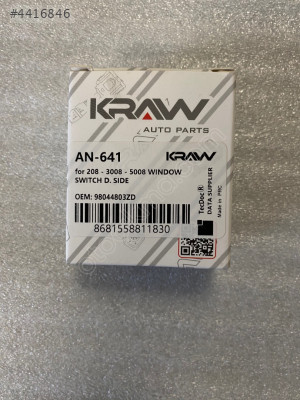 #4416846
KRAW
AUTO PARTS
AN-641
KRAW
for 208 - 3008 - 5008 WINDOW
SWITCH D. SIDE
OEM: 98044803ZD
8681558811830
TecDoc®
DATA SUPPLIER
Made in PRC